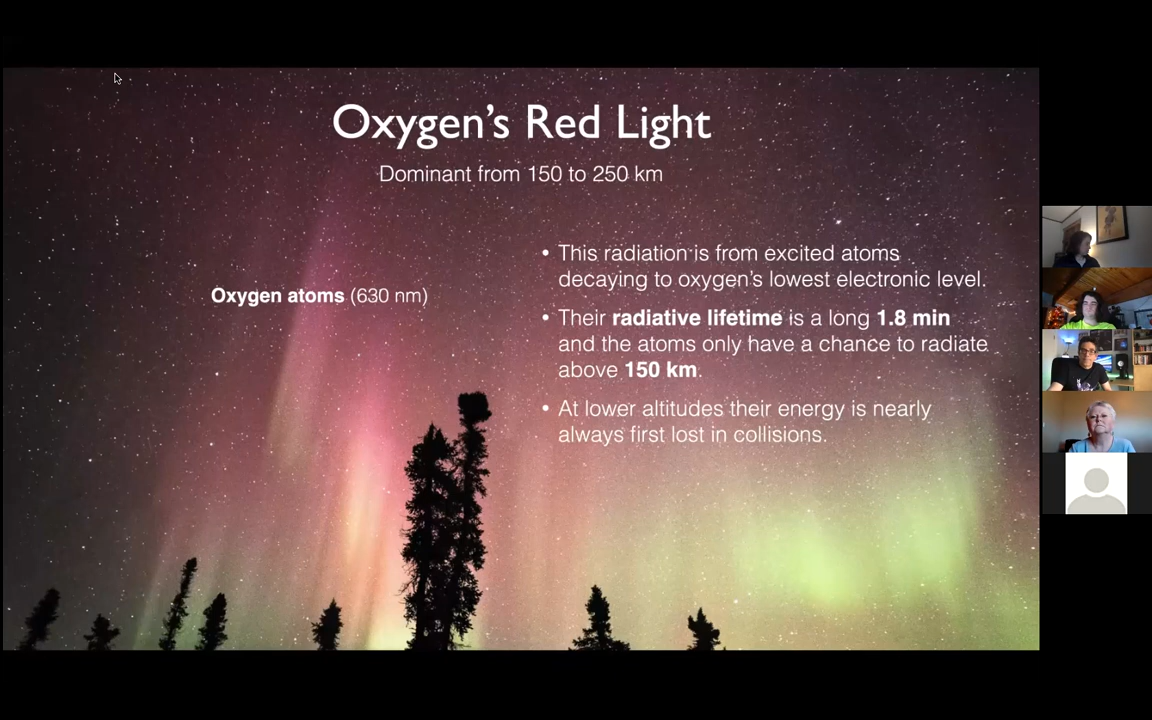 Oxygen's Red Light
Dominant from 150 to 250 km
Oxygen atoms (630 nm)
• This radiation is from excited atoms
decaying to oxygen's lowest electronic level.
• Their radiative lifetime is a long 1.8 min
and the atoms only have a chance to radiate
above 150 km.
• At lower altitudes their energy is nearly
always first lost in collisions.